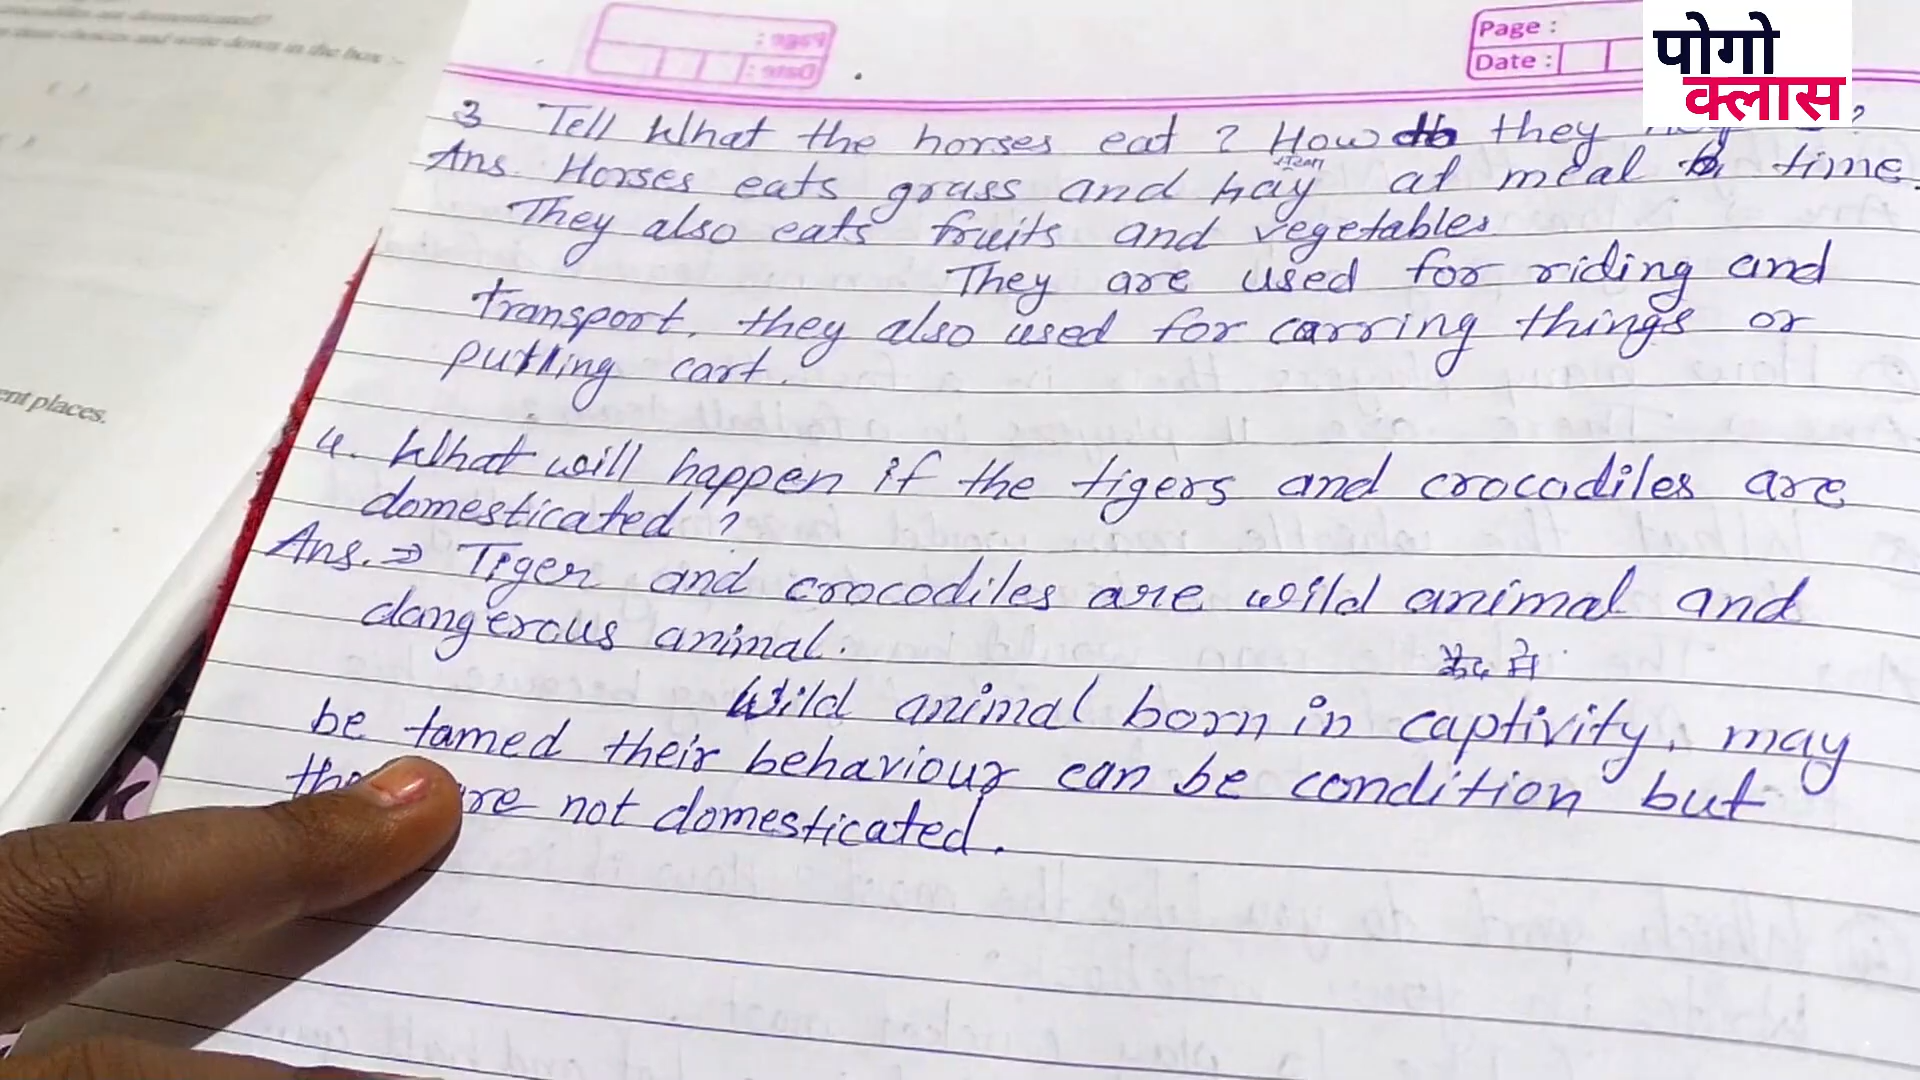 Page :
Date :
पोगो
क्लास
3 Tell What the horses eat ? How do they ?
Ans. Horses eats grass and hay at meal time.
They also eats fruits and vegetables
They are used for riding and
transport. they also used for carring things or
pulling cart.
4. What will happen if the tigers and crocodiles are
domesticated ?
Ans. ⇒ Tiger and crocodiles are wild animal and
dangerous animal.
कैद में
Wild animal born in captivity, may
be tamed their behaviour can be condition but
are not domesticated.
ent places.